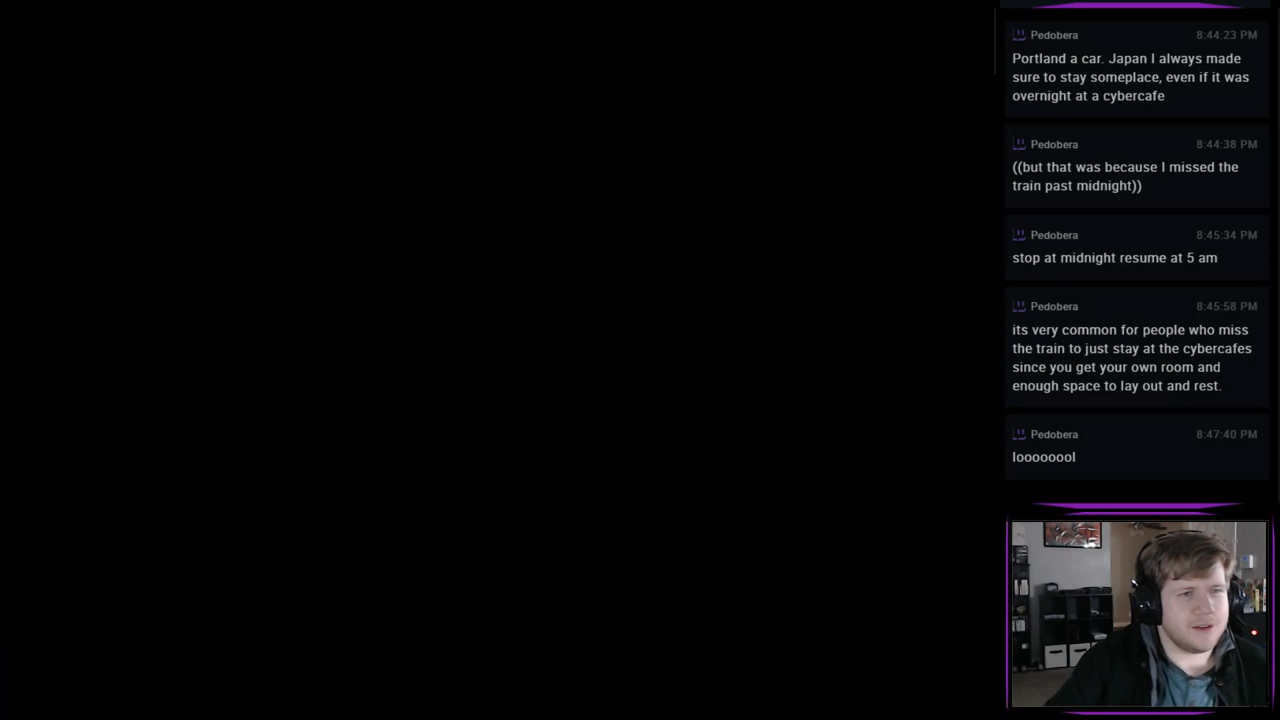 Pedobera 8:44:23 PM
Portland a car. Japan I always made
sure to stay someplace, even if it was
overnight at a cybercafe
Pedobera 8:44:38 PM
((but that was because I missed the
train past midnight))
Pedobera 8:45:34 PM
stop at midnight resume at 5 am
Pedobera 8:45:58 PM
its very common for people who miss
the train to just stay at the cybercafes
since you get your own room and
enough space to lay out and rest.
Pedobera 8:47:40 PM
loooooool